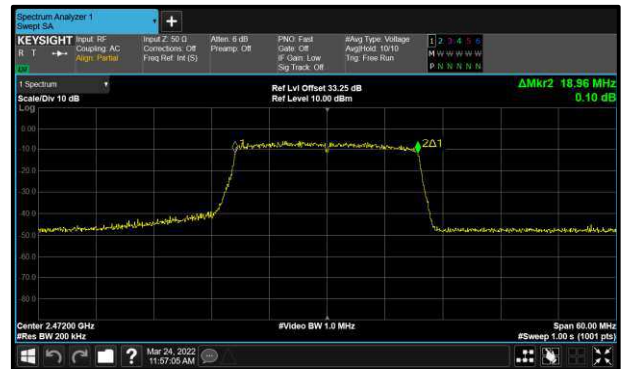 Spectrum Analyzer 1
Swept SA
+
KEYSIGHT
R T
Input: RF
Coupling: AC
Align: Partial
Input Z: 50 Ω
Corrections: Off
Freq Ref: Int (S)
Atten: 6 dB
Preamp: Off
PNO: Fast
Gate: Off
IF Gain: Low
Sig Track: Off
#Avg Type: Voltage
Avg|Hold: 10/10
Trig: Free Run
1 2 3 4 5 6
M W W W W W
P N N N N N
1 Spectrum
Scale/Div 10 dB
Ref Lvl Offset 33.25 dB
Ref Level 10.00 dBm
ΔMkr2 18.96 MHz
0.10 dB
Log
0.00
-10.0
-20.0
-30.0
-40.0
-50.0
-60.0
-70.0
-80.0
1
2Δ1
Center 2.47200 GHz
#Res BW 200 kHz
#Video BW 1.0 MHz
Span 60.00 MHz
#Sweep 1.00 s (1001 pts)
?
Mar 24, 2022
11:57:05 AM